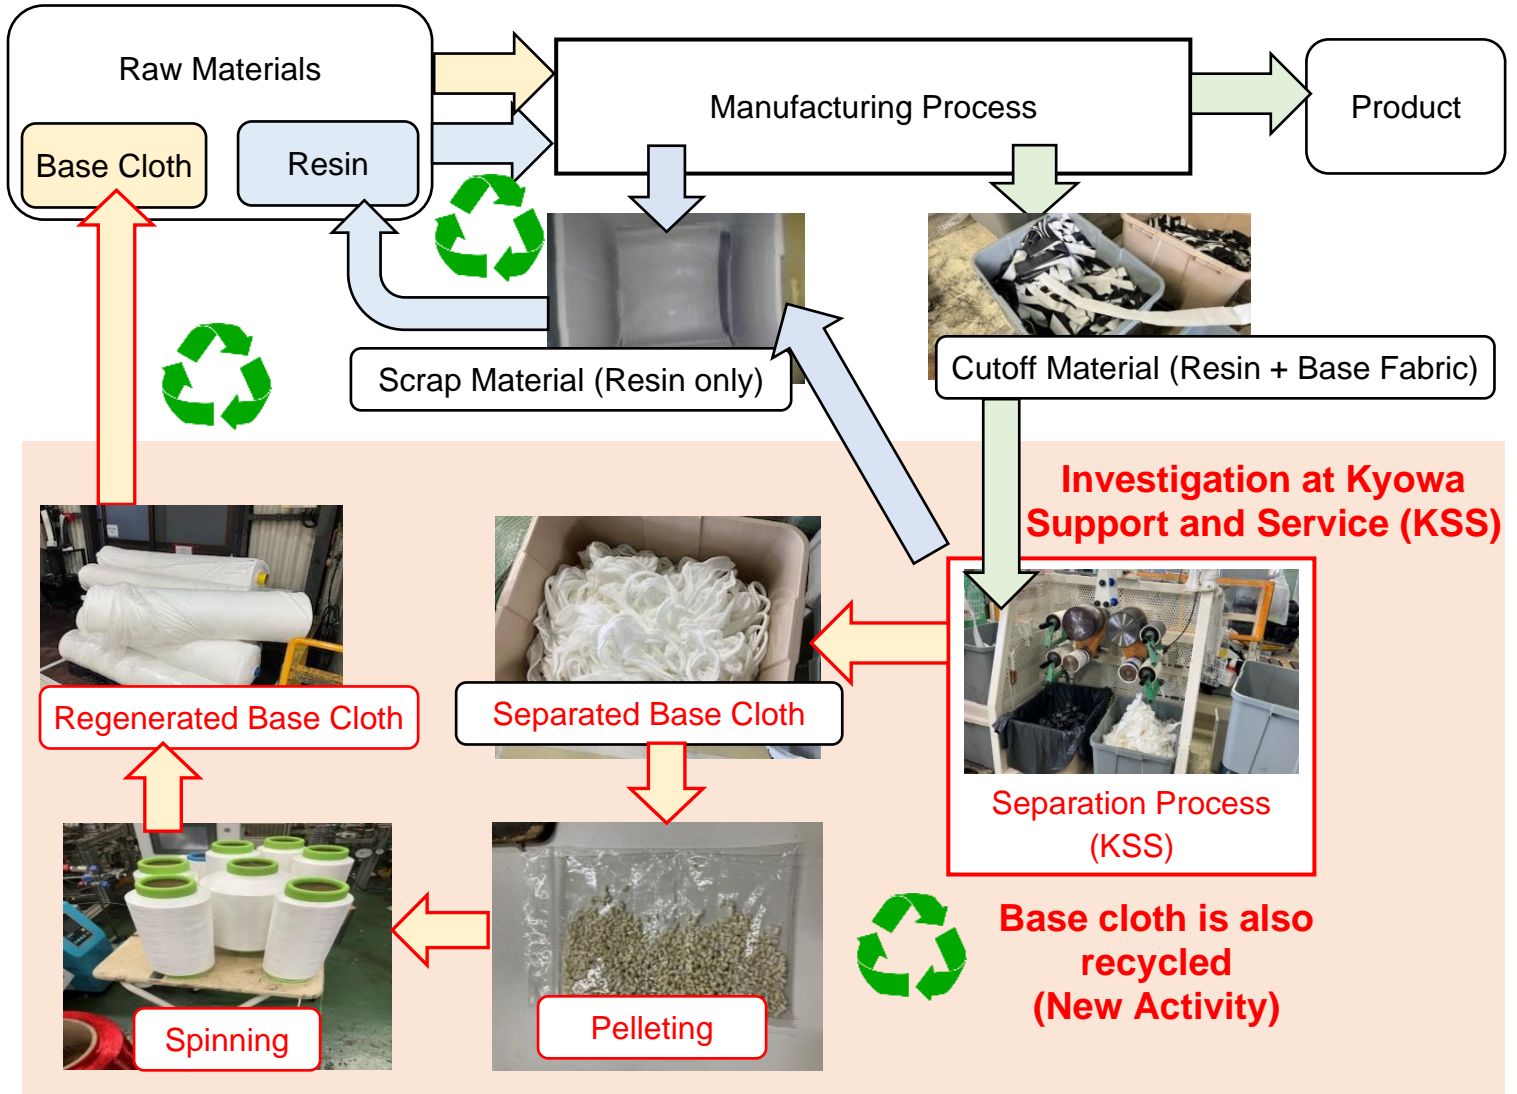 Raw Materials
Base Cloth
Resin
Manufacturing Process
Product
Scrap Material (Resin only)
Cutoff Material (Resin + Base Fabric)
Investigation at Kyowa
Support and Service (KSS)
Regenerated Base Cloth
Separated Base Cloth
Separation Process
(KSS)
Spinning
Pelleting
Base cloth is also
recycled
(New Activity)